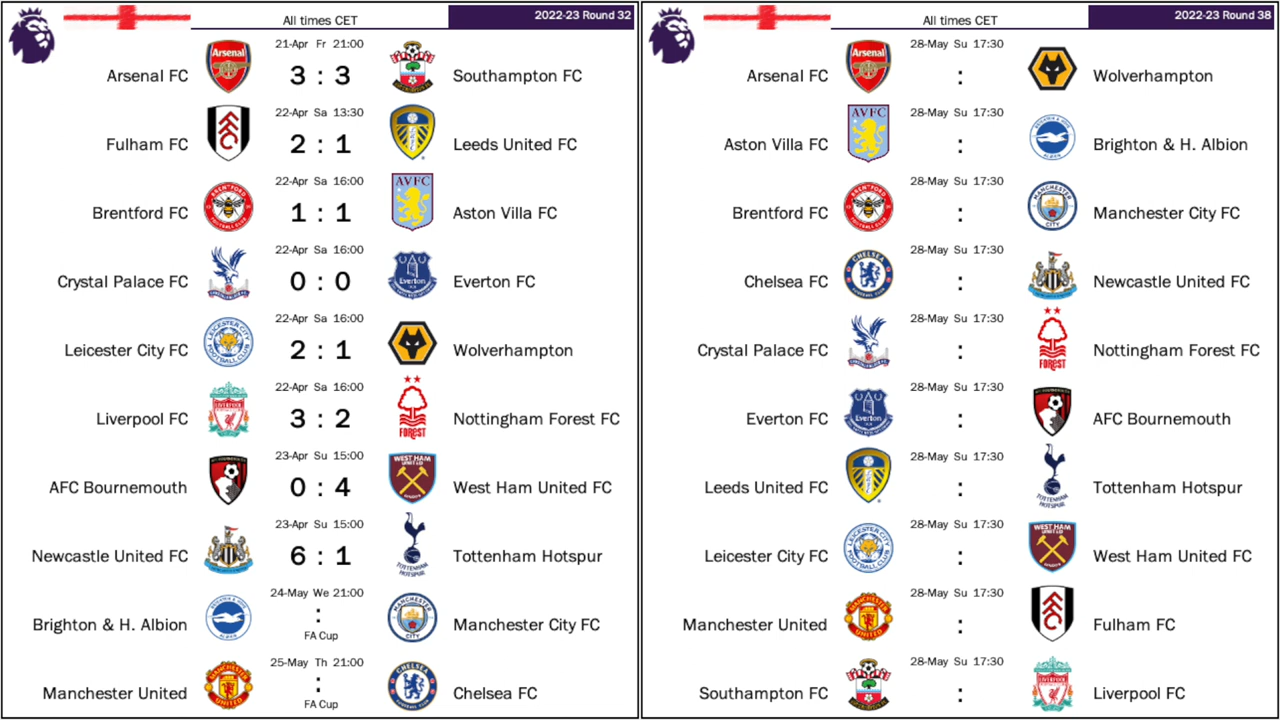 All times CET
2022-23 Round 32
21-Apr Fr 21:00
Arsenal FC 3 : 3 Southampton FC
22-Apr Sa 13:30
Fulham FC 2 : 1 Leeds United FC
22-Apr Sa 16:00
Brentford FC 1 : 1 Aston Villa FC
22-Apr Sa 16:00
Crystal Palace FC 0 : 0 Everton FC
22-Apr Sa 16:00
Leicester City FC 2 : 1 Wolverhampton
22-Apr Sa 16:00
Liverpool FC 3 : 2 Nottingham Forest FC
23-Apr Su 15:00
AFC Bournemouth 0 : 4 West Ham United FC
23-Apr Su 15:00
Newcastle United FC 6 : 1 Tottenham Hotspur
24-May We 21:00
Brighton & H. Albion : Manchester City FC
FA Cup
25-May Th 21:00
Manchester United : Chelsea FC
FA Cup
All times CET
2022-23 Round 38
28-May Su 17:30
Arsenal FC : Wolverhampton
28-May Su 17:30
Aston Villa FC : Brighton & H. Albion
28-May Su 17:30
Brentford FC : Manchester City FC
28-May Su 17:30
Chelsea FC : Newcastle United FC
28-May Su 17:30
Crystal Palace FC : Nottingham Forest FC
28-May Su 17:30
Everton FC : AFC Bournemouth
28-May Su 17:30
Leeds United FC : Tottenham Hotspur
28-May Su 17:30
Leicester City FC : West Ham United FC
28-May Su 17:30
Manchester United : Fulham FC
28-May Su 17:30
Southampton FC : Liverpool FC